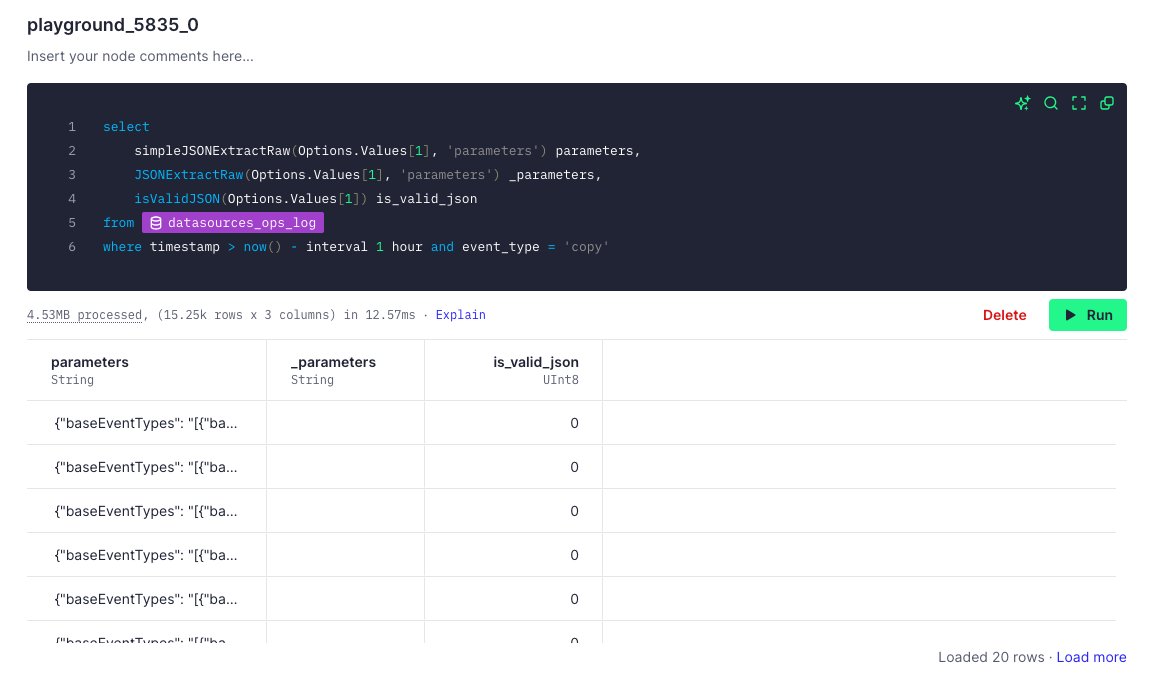 playground_5835_0
Insert your node comments here...
1 select
2 simpleJSONExtractRaw(Options.Values[1], 'parameters') parameters,
3 JSONExtractRaw(Options.Values[1], 'parameters') _parameters,
4 isValidJSON(Options.Values[1]) is_valid_json
5 from datasources_ops_log
6 where timestamp > now() - interval 1 hour and event_type = 'copy'
4.53MB processed, (15.25k rows x 3 columns) in 12.57ms · Explain Delete Run
parameters _parameters is_valid_json
String String UInt8
{"baseEventTypes": "[{"ba... 0
{"baseEventTypes": "[{"ba... 0
{"baseEventTypes": "[{"ba... 0
{"baseEventTypes": "[{"ba... 0
{"baseEventTypes": "[{"ba... 0
{"baseEventTypes": "[{"ba... 0
Loaded 20 rows · Load more